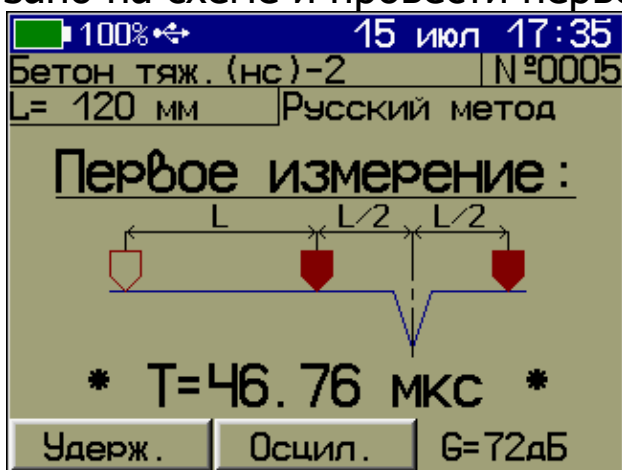 100% 15 июл 17:35
Бетон тяж.(нс)-2 №0005
L= 120 мм Русский метод
Первое измерение:
L L/2 L/2
* T=46.76 мкс *
Удерж. Осцил. G=72дБ